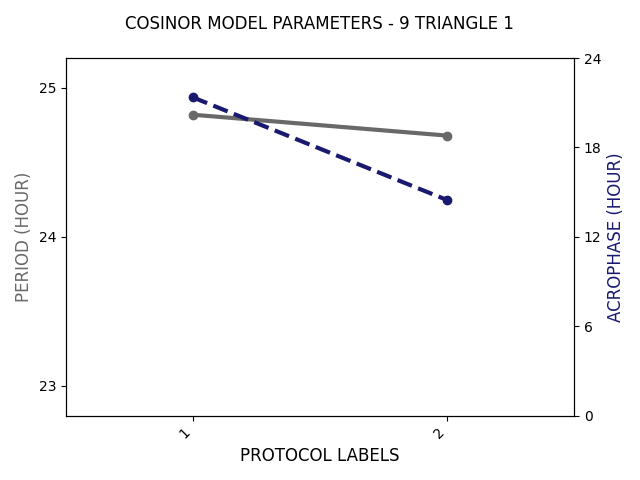 COSINOR MODEL PARAMETERS - 9 TRIANGLE 1
25
24
23
PERIOD (HOUR)
24
18
12
6
0
ACROPHASE (HOUR)
1
2
PROTOCOL LABELS